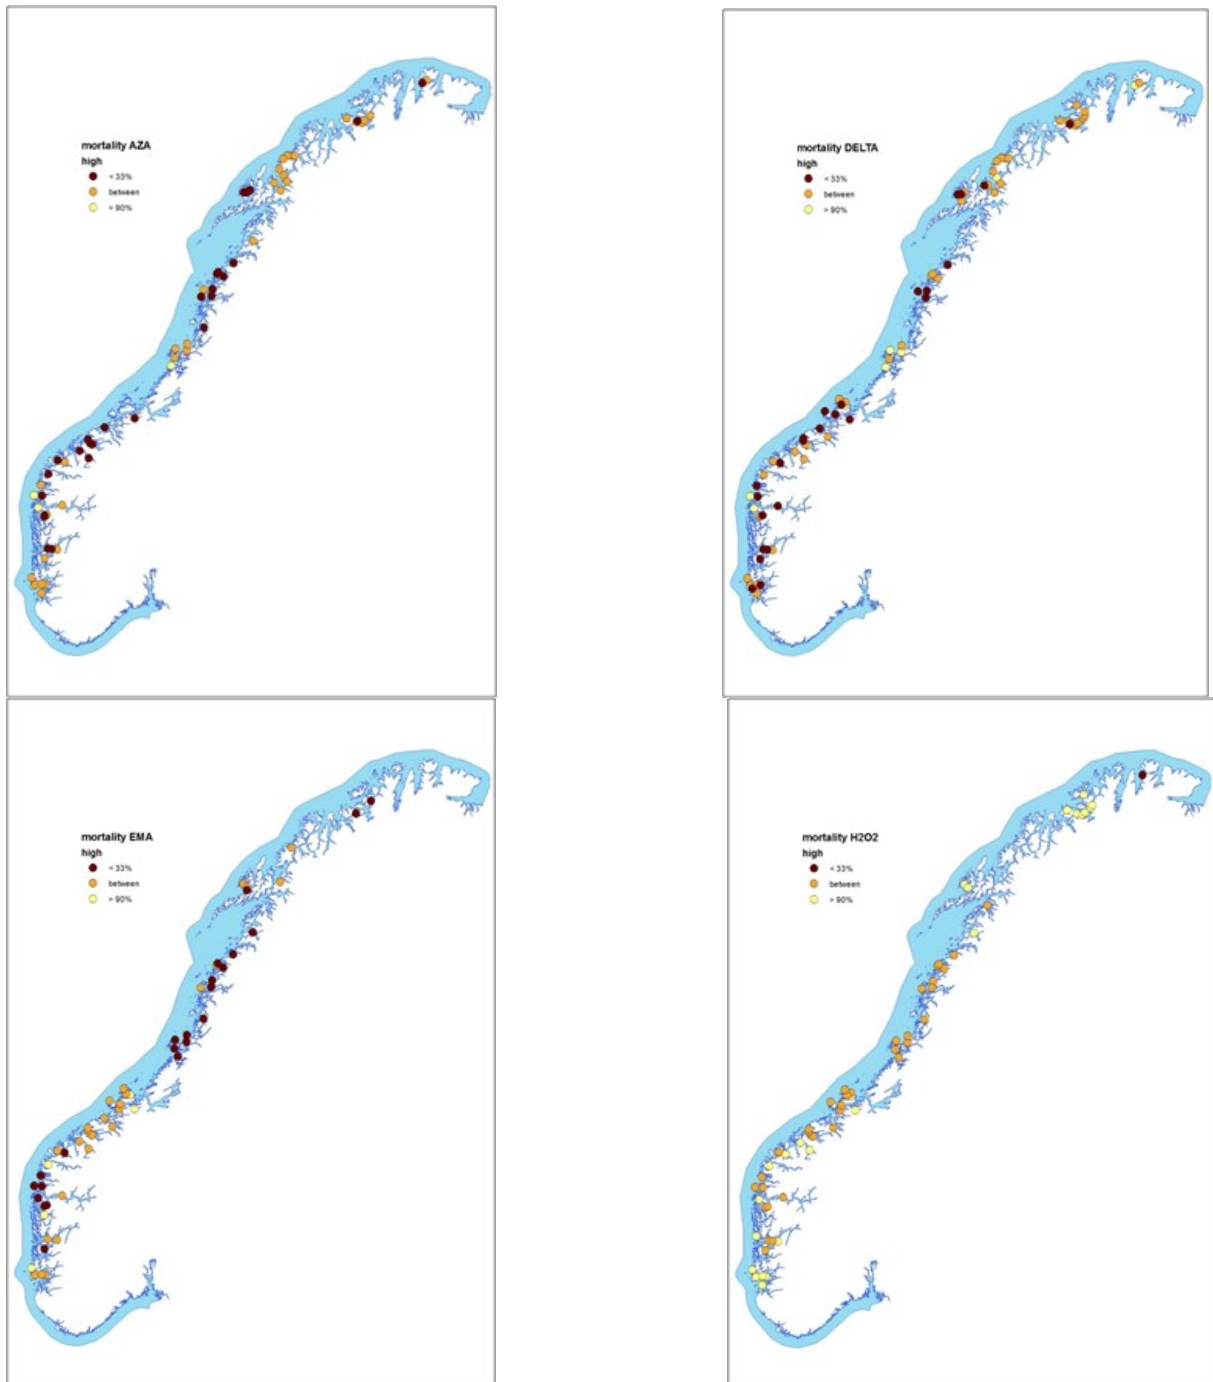 mortality AZA
high
< 33%
between
> 90%
mortality DELTA
high
< 33%
between
> 90%
mortality EMA
high
< 33%
between
> 90%
mortality H2O2
high
< 33%
between
> 90%